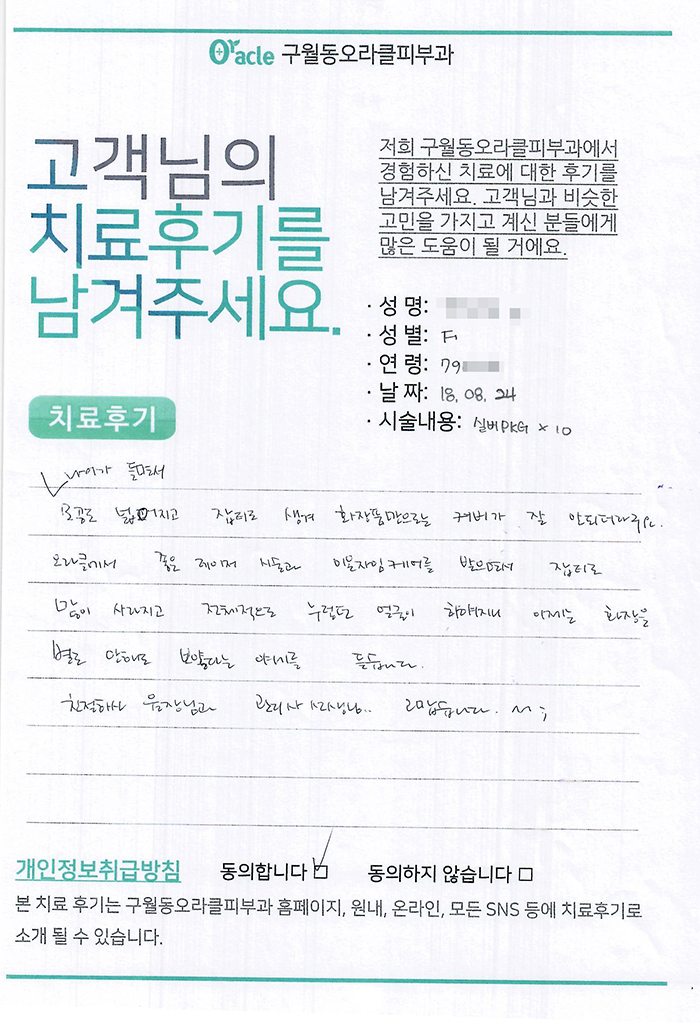 Oracle 구월동오라클피부과
고객님의
치료후기를
남겨주세요.
저희 구월동오라클피부과에서
경험하신 치료에 대한 후기를
남겨주세요. 고객님과 비슷한
고민을 가지고 계신 분들에게
많은 도움이 될 거에요.
· 성 명:
· 성 별: F
· 연 령: 79
· 날 짜: 18. 08. 24
· 시술내용: 실버PKG × 10
치료후기
나이가 들면서
모공도 넓어지고 잡티도 생겨 화장품만으로는 커버가 잘 안되더라구요.
오라클에서 좋은 레이저 시술과 이온자임케어를 받으면서 잡티도
많이 사라지고 전체적으로 누렇던 얼굴이 하얘지니 이제는 화장을
별로 안해도 뽀얗다는 얘기를 듣습니다.
친절하신 원장님과 관리사 선생님.. 고맙습니다. ~;
개인정보취급방침 동의합니다 동의하지 않습니다
본 치료 후기는 구월동오라클피부과 홈페이지, 원내, 온라인, 모든 SNS 등에 치료후기로
소개 될 수 있습니다.